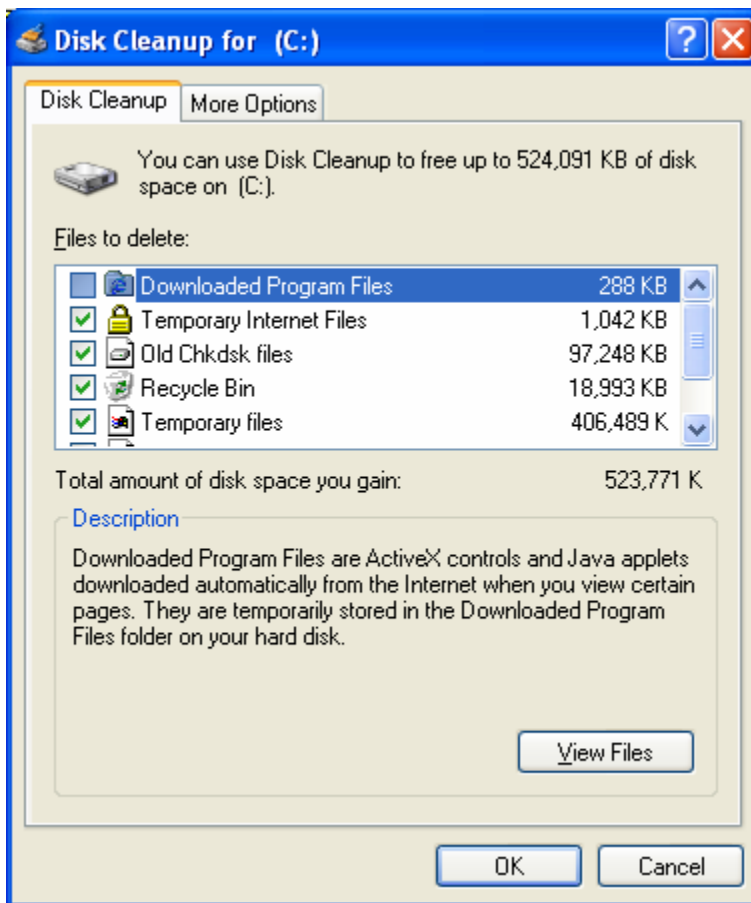 Disk Cleanup for (C:)
Disk Cleanup
More Options
You can use Disk Cleanup to free up to 524,091 KB of disk
space on (C:).
Files to delete:
Downloaded Program Files 288 KB
Temporary Internet Files 1,042 KB
Old Chkdsk files 97,248 KB
Recycle Bin 18,993 KB
Temporary files 406,489 K
Total amount of disk space you gain: 523,771 K
Description
Downloaded Program Files are ActiveX controls and Java applets
downloaded automatically from the Internet when you view certain
pages. They are temporarily stored in the Downloaded Program
Files folder on your hard disk.
View Files
OK
Cancel